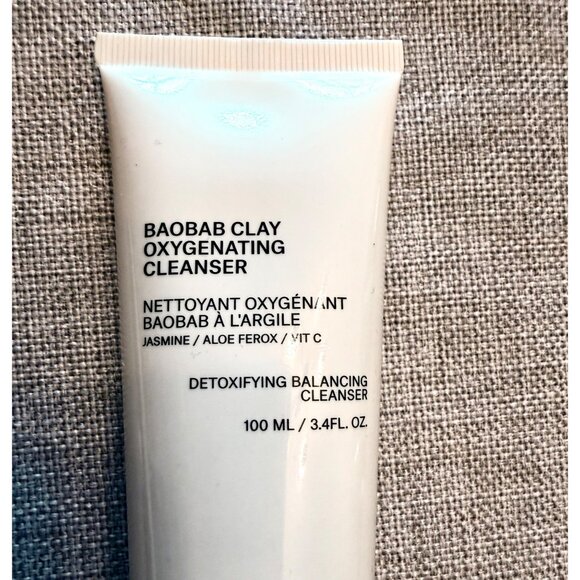 BAOBAB CLAY
OXYGENATING
CLEANSER
NETTOYANT OXYGÉNANT
BAOBAB À L'ARGILE
JASMINE / ALOE FEROX / VIT C
DETOXIFYING BALANCING
CLEANSER
100 ML / 3.4FL. OZ.